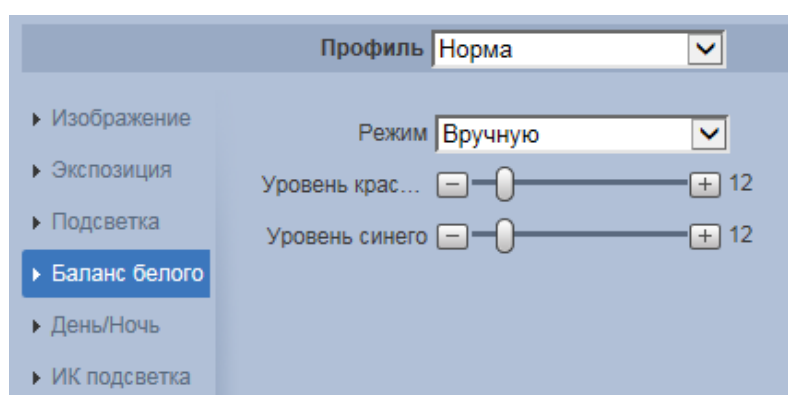 Профиль Норма
Изображение
Экспозиция
Подсветка
Баланс белого
День/Ночь
ИК подсветка
Режим Вручную
Уровень крас... 12
Уровень синего 12